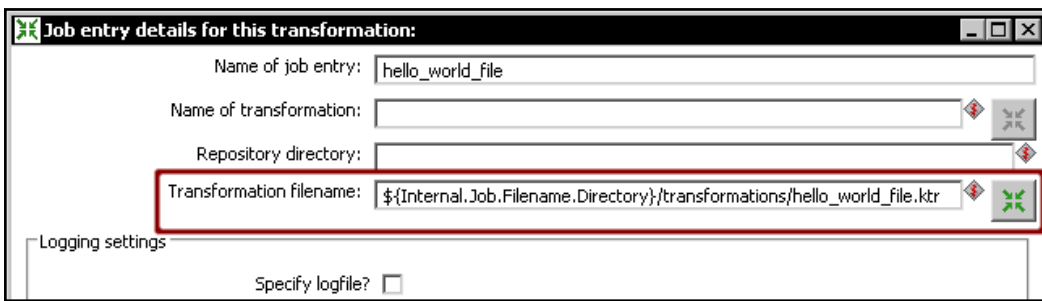 Job entry details for this transformation:
Name of job entry: hello_world_file
Name of transformation:
Repository directory:
Transformation filename: ${Internal.Job.Filename.Directory}/transformations/hello_world_file.ktr
Logging settings
Specify logfile?